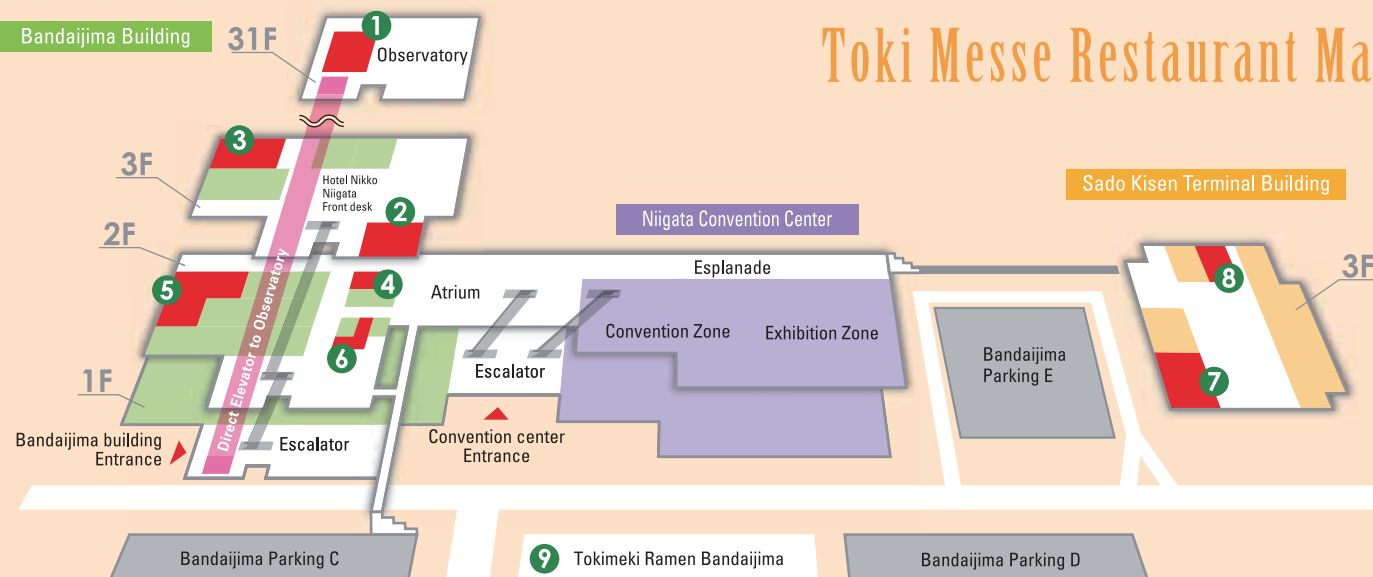 Bandaijima Building
31F
1
Observatory
Toki Messe Restaurant Ma
3
3F
Hotel Nikko
Niigata
Front desk
2
Sado Kisen Terminal Building
Niigata Convention Center
2F
Direct Elevator to Observatory
5
4
Atrium
Esplanade
8
3F
Convention Zone
Exhibition Zone
6
Escalator
Bandaijima
Parking E
7
1F
Bandaijima building
Entrance
Escalator
Convention center
Entrance
Bandaijima Parking C
9 Tokimeki Ramen Bandaijima
Bandaijima Parking D